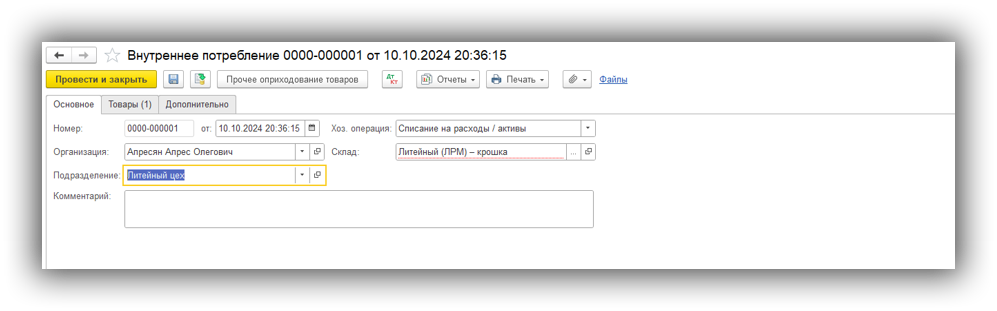 Внутреннее потребление 0000-000001 от 10.10.2024 20:36:15
Провести и закрыть Прочее оприходование товаров Дт Кт Отчеты Печать Файлы
Основное Товары (1) Дополнительно
Номер: 0000-000001 от: 10.10.2024 20:36:15 Хоз. операция: Списание на расходы / активы
Организация: Апресян Апрес Олегович Склад: Литейный (ЛРМ) – крошка ...
Подразделение: Литейный цех
Комментарий: